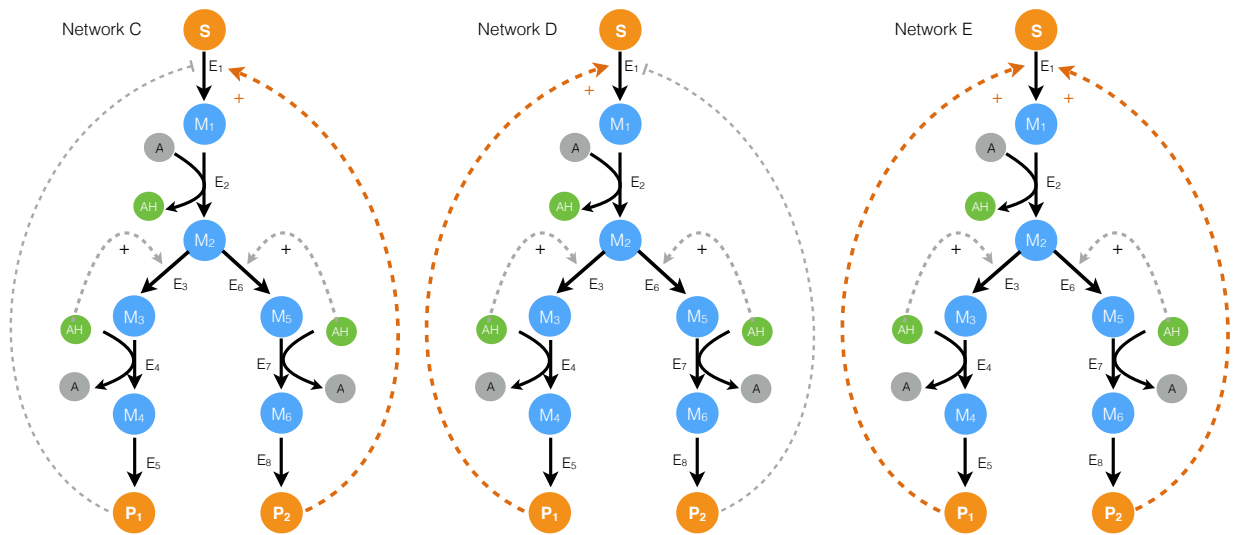 Network C
S
E1
+
M1
A
E2
AH
M2
+
+
E3
E6
M3
M5
AH
AH
E4
E7
A
A
M4
M6
E5
E8
P1
P2
Network D
S
E1
+
M1
A
E2
AH
M2
+
+
E3
E6
M3
M5
AH
AH
E4
E7
A
A
M4
M6
E5
E8
P1
P2
Network E
S
E1
+
+
M1
A
E2
AH
M2
+
+
E3
E6
M3
M5
AH
AH
E4
E7
A
A
M4
M6
E5
E8
P1
P2